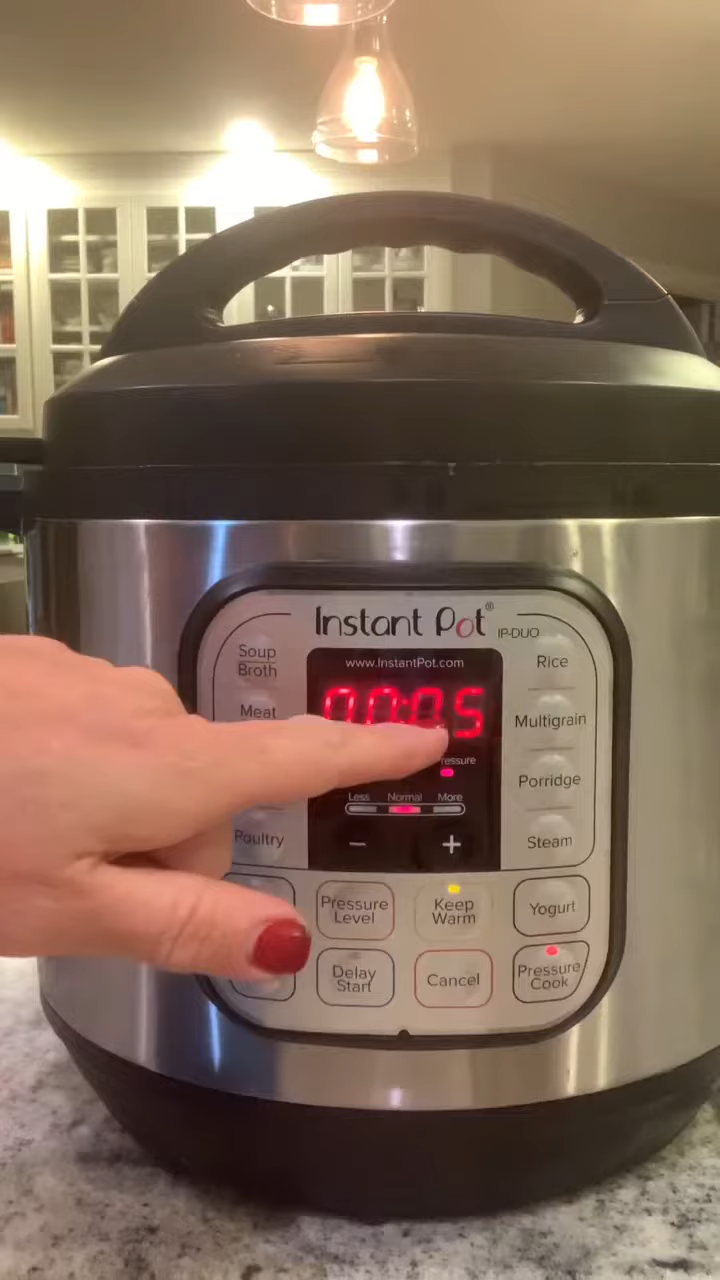 Instant Pot® IP-DUO
Soup
Broth
Meat
Poultry
www.InstantPot.com
00:05
Less Normal More
− +
Rice
Multigrain
Porridge
Steam
Pressure
Level
Keep
Warm
Yogurt
Delay
Start
Cancel
Pressure
Cook